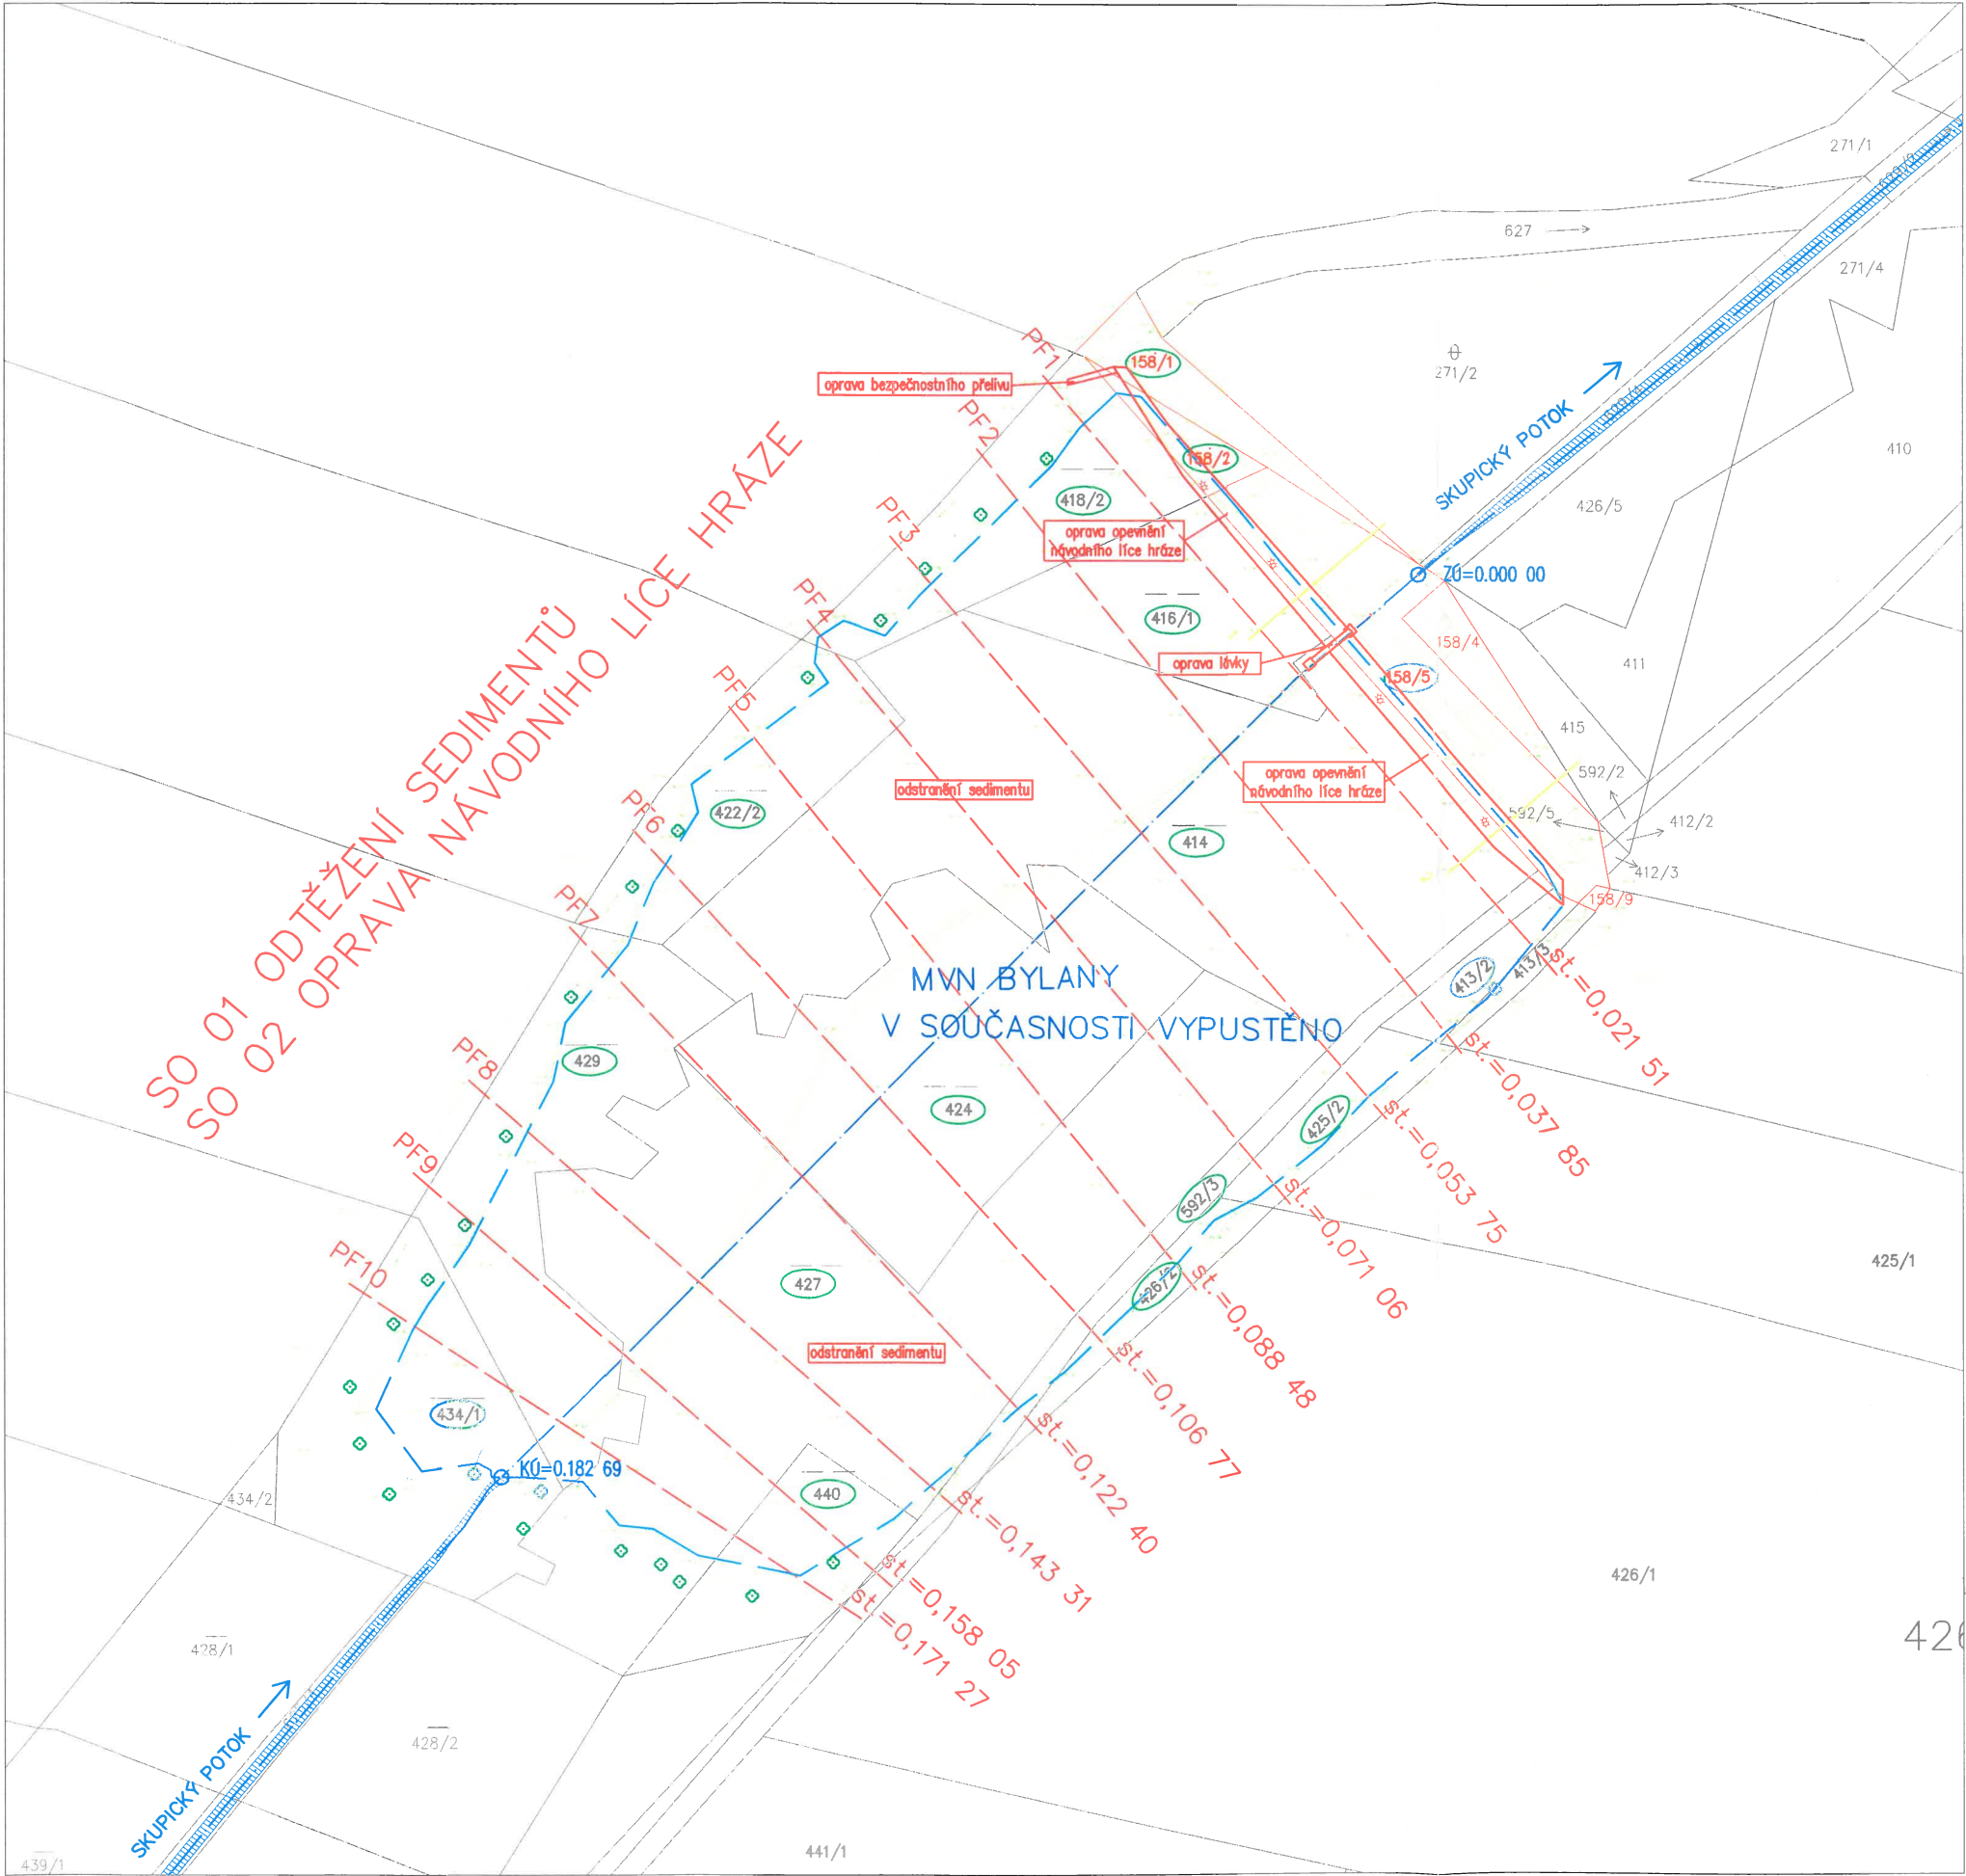 271/1
627
271/4
PF1
158/1
oprava bezpečnostního přelivu
271/2
SKUPICKÝ POTOK
410
PF2
158/2
418/2
426/5
PF3
oprava opevnění
návodního líce hráze
ZÚ=0.000 00
PF4
416/1
158/4
411
oprava lávky
158/5
PF5
415
592/2
odstranění sedimentu
oprava opevnění
návodního líce hráze
422/2
PF6
414
592/5
412/2
412/3
158/9
PF7
SO 01 ODTĚŽENÍ SEDIMENTŮ
SO 02 OPRAVA NÁVODNÍHO LÍCE HRÁZE
MVN BYLANY
V SOUČASNOSTI VYPUSTĚNO
413/2
413/3
st.=0,021 51
st.=0,037 85
429
PF8
424
425/2
st.=0,053 75
PF9
592/3
st.=0,071 06
425/1
PF10
427
426/2
st.=0,088 48
odstranění sedimentu
st.=0,106 77
434/1
st.=0,122 40
KÚ=0.182 69
434/2
440
st.=0,143 31
st.=0,158 05
st.=0,171 27
426/1
426
428/1
428/2
SKUPICKÝ POTOK
439/1
441/1